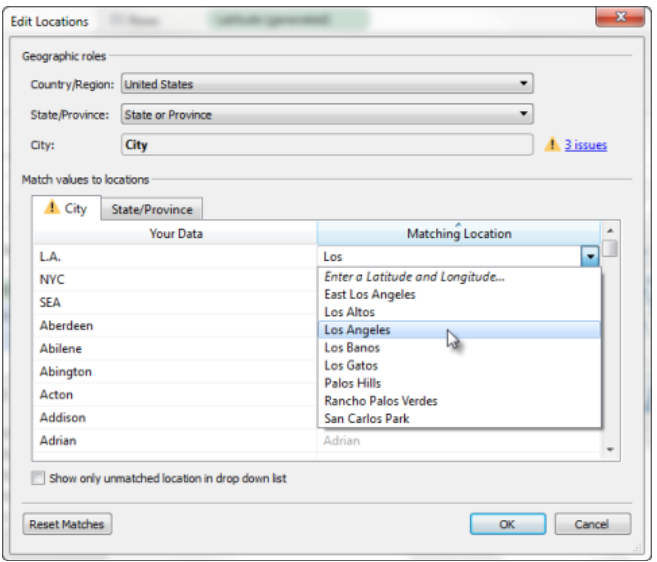 Edit Locations
Geographic roles
Country/Region: United States
State/Province: State or Province
City: City 3 issues
Match values to locations
City State/Province
Your Data Matching Location
L.A. Los
NYC Enter a Latitude and Longitude...
East Los Angeles
SEA Los Altos
Aberdeen Los Angeles
Abilene Los Banos
Abington Los Gatos
Palos Hills
Acton Rancho Palos Verdes
Addison San Carlos Park
Adrian Adrian
Show only unmatched location in drop down list
Reset Matches OK Cancel